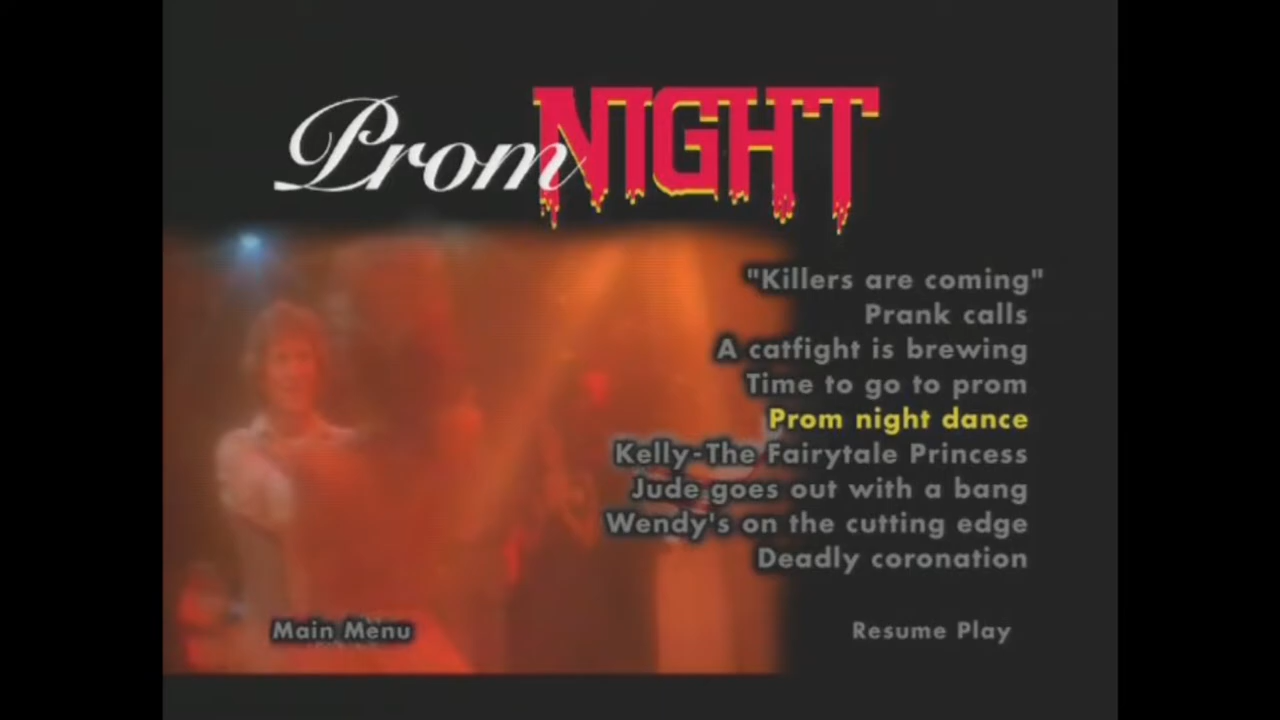 Prom NIGHT
"Killers are coming"
Prank calls
A catfight is brewing
Time to go to prom
Prom night dance
Kelly-The Fairytale Princess
Jude goes out with a bang
Wendy's on the cutting edge
Deadly coronation
Main Menu
Resume Play